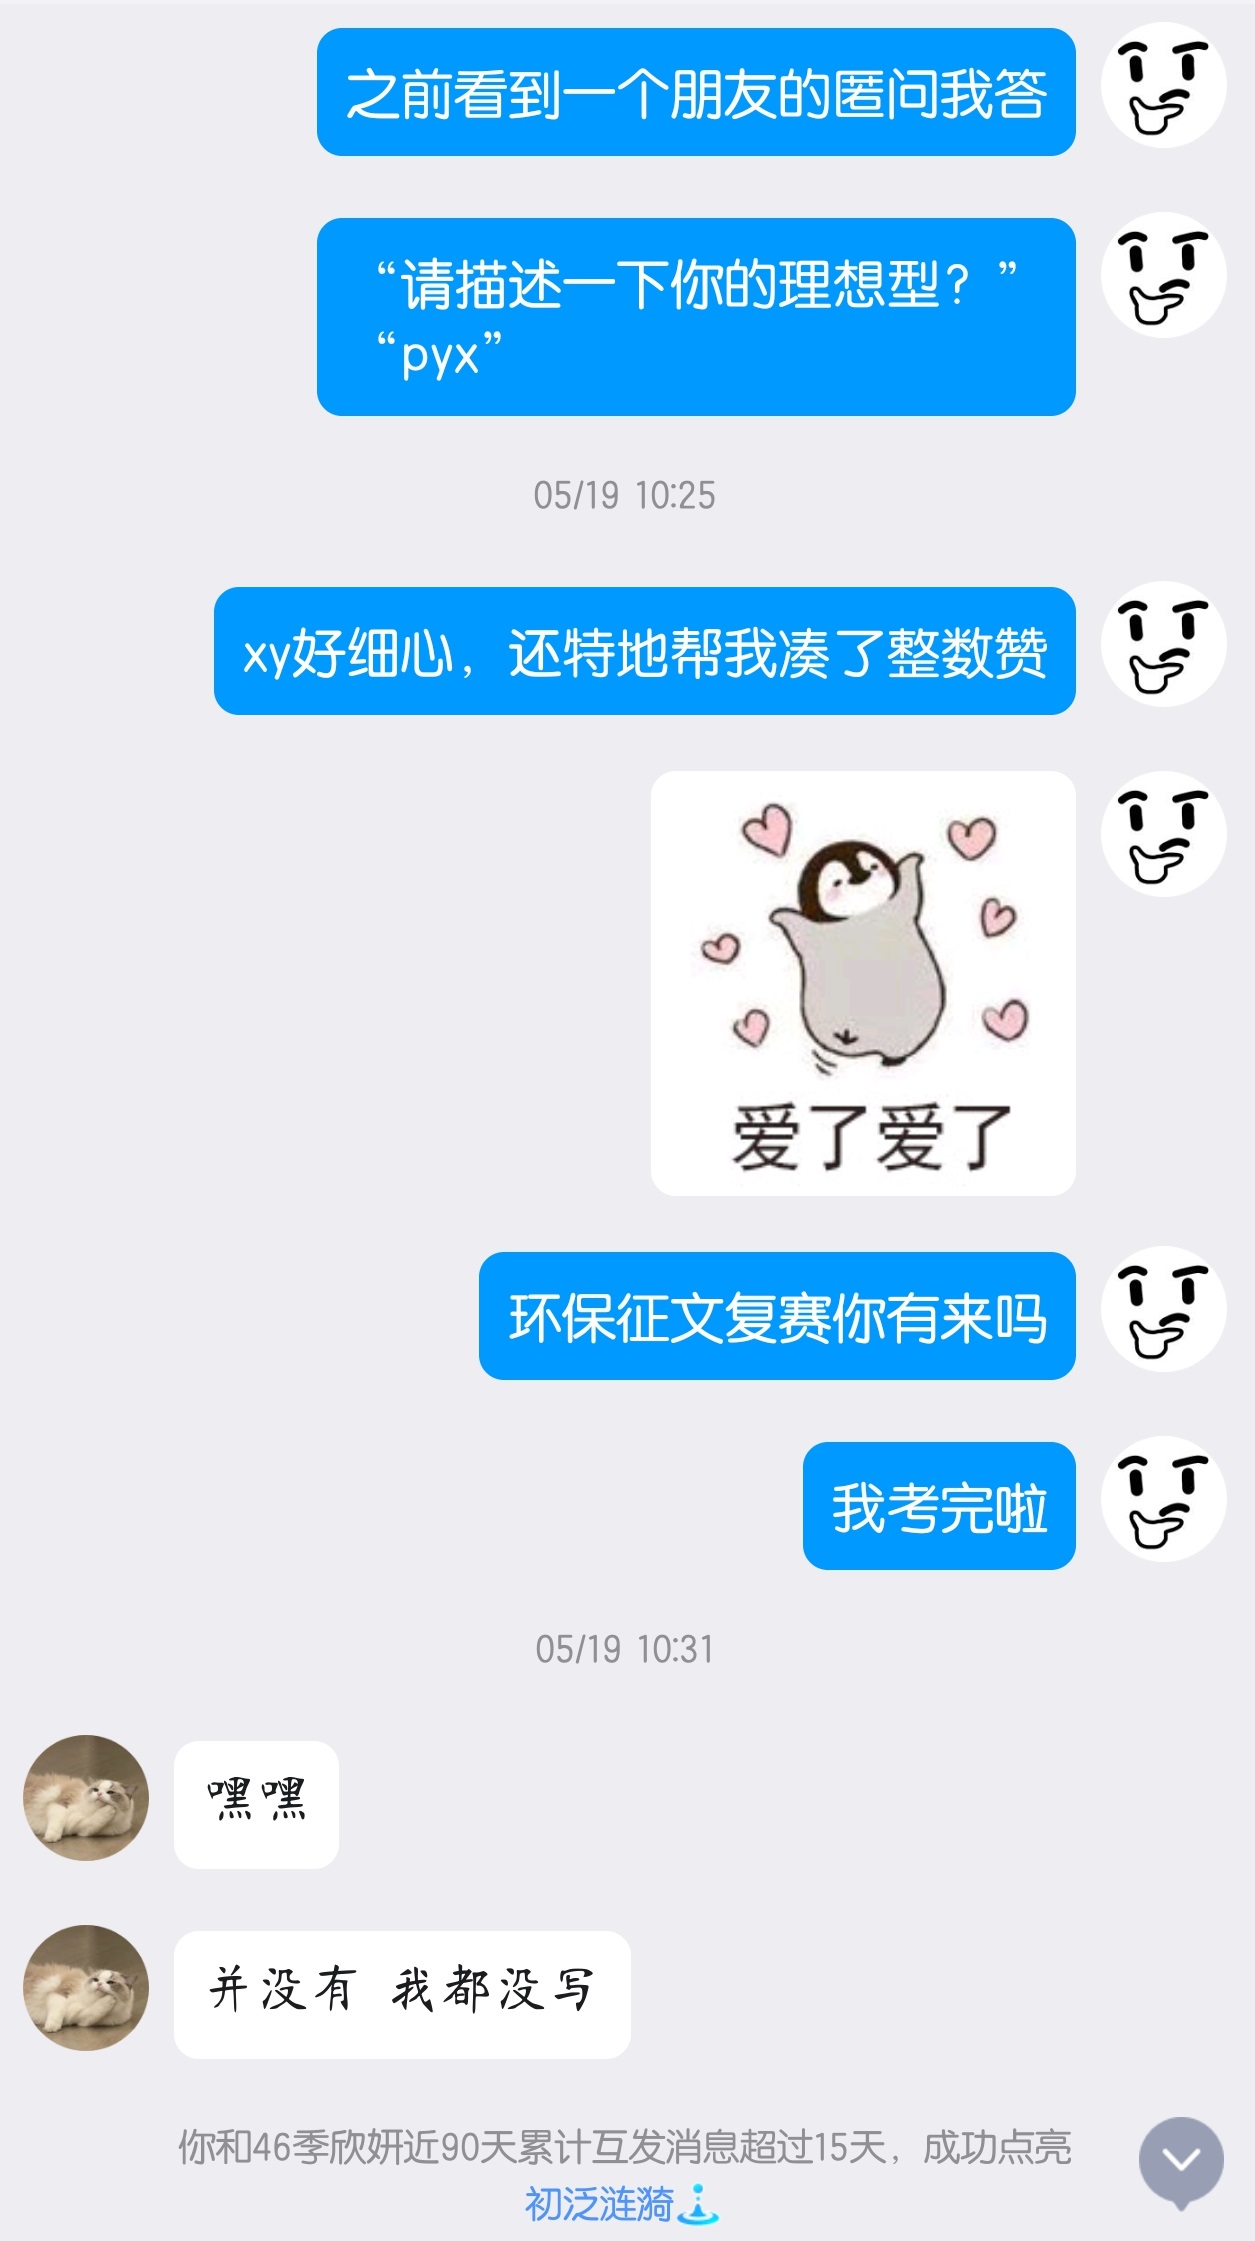 之前看到一个朋友的匿问我答
“请描述一下你的理想型？”
“pyx”
05/19 10:25
xy好细心，还特地帮我凑了整数赞
爱了爱了
环保征文复赛你有来吗
我考完啦
05/19 10:31
嘿嘿
并没有 我都没写
你和46季欣妍近90天累计互发消息超过15天，成功点亮
初泛涟漪